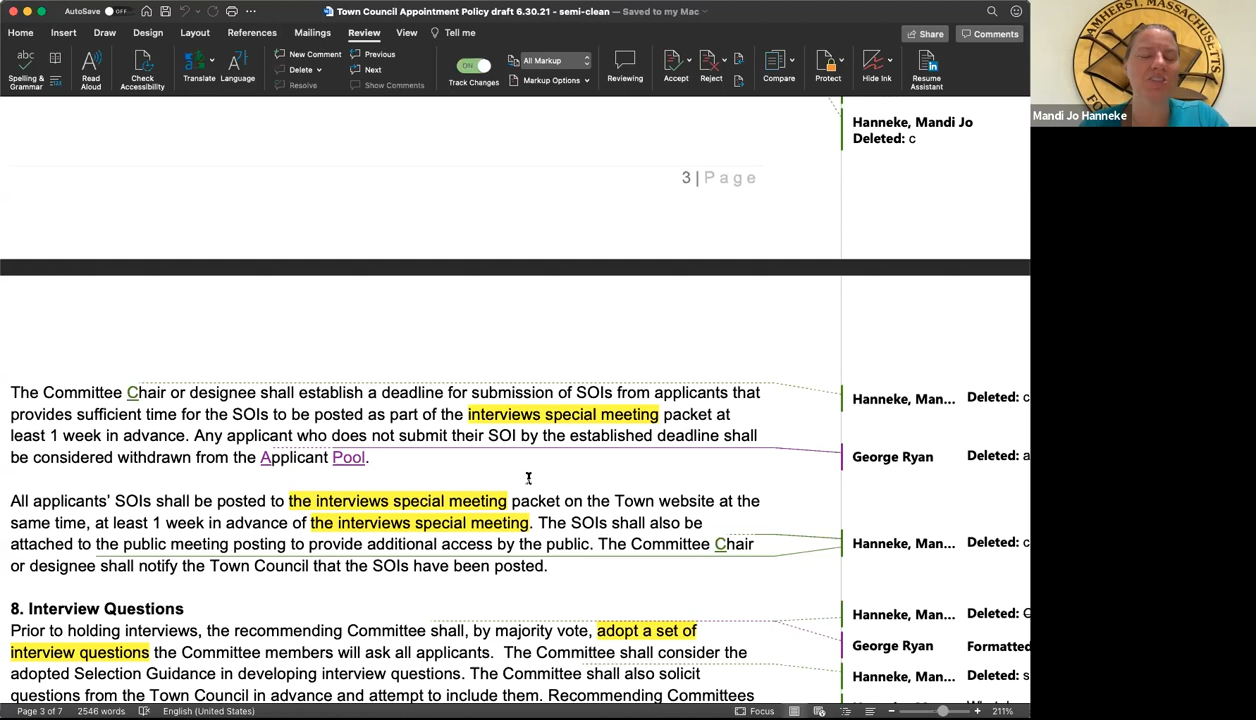 AutoSave OFF Town Council Appointment Policy draft 6.30.21 - semi-clean — Saved to my Mac
Home Insert Draw Design Layout References Mailings Review View Tell me Share Comments
abc Spelling & Grammar
Read Aloud
Check Accessibility
Translate Language
New Comment Previous
Delete Next
Resolve Show Comments
ON Track Changes
All Markup
Markup Options
Reviewing
Accept Reject
Compare
Protect
Hide Ink
Resume Assistant
AMHERST, MASSACHUSETTS
Mandi Jo Hanneke
Hanneke, Mandi Jo
Deleted: c
3 | Page
The Committee Chair or designee shall establish a deadline for submission of SOIs from applicants that
provides sufficient time for the SOIs to be posted as part of the interviews special meeting packet at
least 1 week in advance. Any applicant who does not submit their SOI by the established deadline shall
be considered withdrawn from the Applicant Pool.
Hanneke, Man... Deleted: c
George Ryan Deleted: a
All applicants' SOIs shall be posted to the interviews special meeting packet on the Town website at the
same time, at least 1 week in advance of the interviews special meeting. The SOIs shall also be
attached to the public meeting posting to provide additional access by the public. The Committee Chair
or designee shall notify the Town Council that the SOIs have been posted.
Hanneke, Man... Deleted: c
8. Interview Questions
Prior to holding interviews, the recommending Committee shall, by majority vote, adopt a set of
interview questions the Committee members will ask all applicants. The Committee shall consider the
adopted Selection Guidance in developing interview questions. The Committee shall also solicit
questions from the Town Council in advance and attempt to include them. Recommending Committees
Hanneke, Man... Deleted:
George Ryan Formatted
Hanneke, Man... Deleted: s
Page 3 of 7 2546 words English (United States) Focus 211%